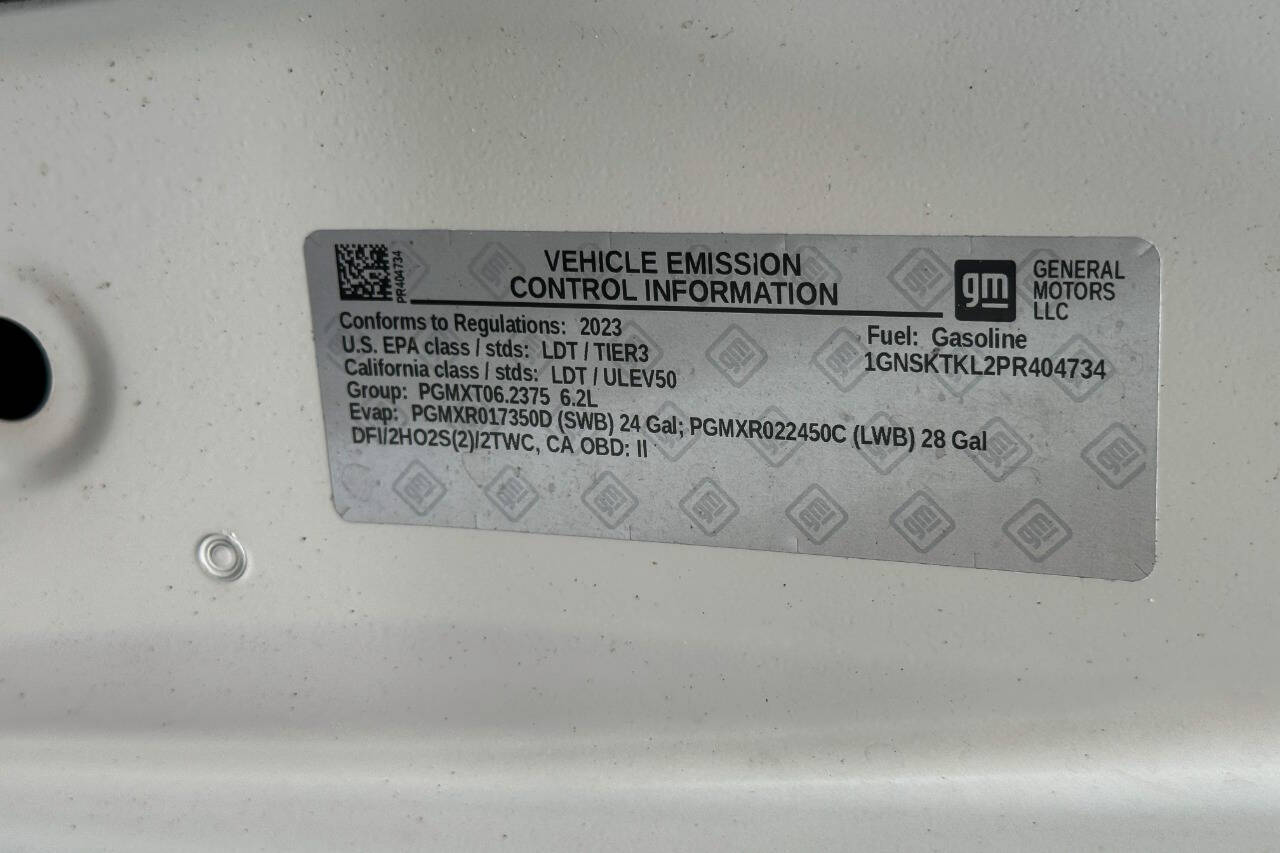 PR404734
VEHICLE EMISSION
CONTROL INFORMATION
gm
GENERAL
MOTORS
LLC
Conforms to Regulations: 2023
Fuel: Gasoline
U.S. EPA class / stds: LDT / TIER3
1GNSKTKL2PR404734
California class / stds: LDT / ULEV50
Group: PGMXT06.2375 6.2L
Evap: PGMXR017350D (SWB) 24 Gal; PGMXR022450C (LWB) 28 Gal
DFI/2HO2S(2)/2TWC, CA OBD: II